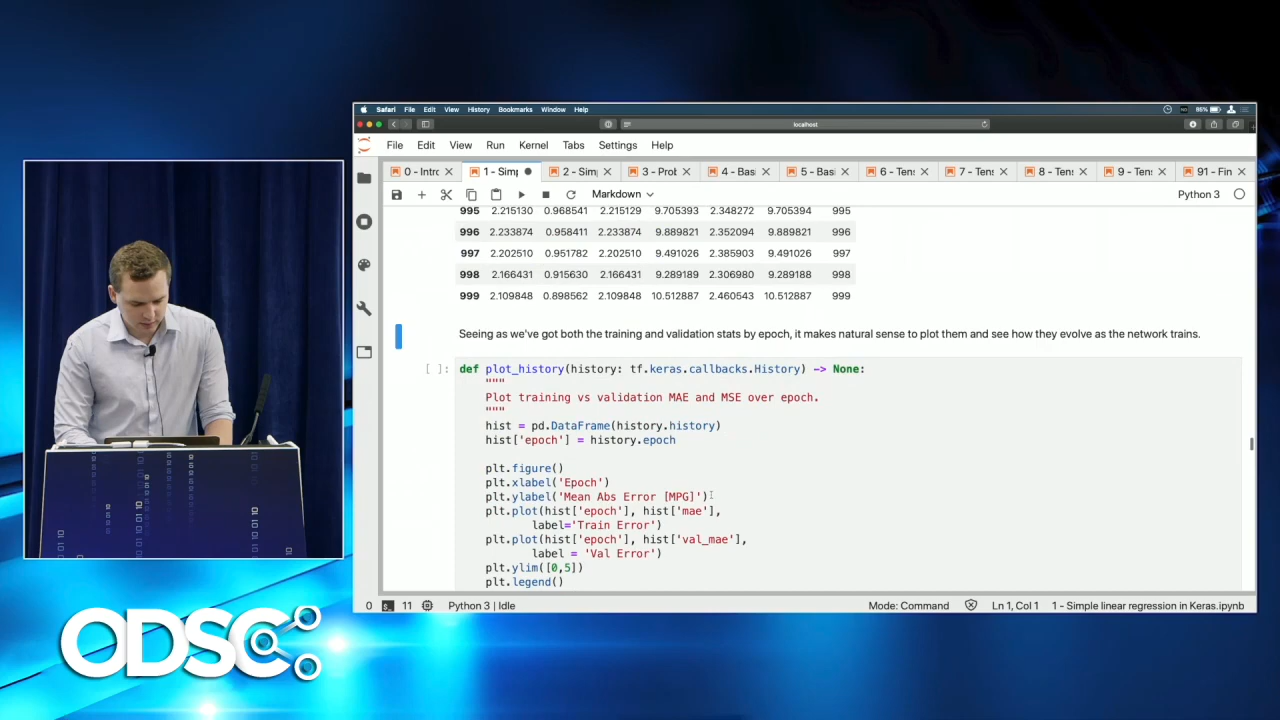 Safari File Edit View History Bookmarks Window Help
85%
localhost
File Edit View Run Kernel Tabs Settings Help
0 - Intro 1 - Simp 2 - Sim 3 - Pro 4 - Bas 5 - Basi 6 - Tens 7 - Tens 8 - Tens 9 - Tens 91 - Fin
Markdown Python 3
995 2.215130 0.968541 2.215129 9.705393 2.348272 9.705394 995
996 2.233874 0.958411 2.233874 9.889821 2.352094 9.889821 996
997 2.202510 0.951782 2.202510 9.491026 2.385903 9.491026 997
998 2.166431 0.915630 2.166431 9.289189 2.306980 9.289188 998
999 2.109848 0.898562 2.109848 10.512887 2.460543 10.512887 999
Seeing as we've got both the training and validation stats by epoch, it makes natural sense to plot them and see how they evolve as the network trains.
[ ]: def plot_history(history: tf.keras.callbacks.History) -> None:
"""
Plot training vs validation MAE and MSE over epoch.
"""
hist = pd.DataFrame(history.history)
hist['epoch'] = history.epoch
plt.figure()
plt.xlabel('Epoch')
plt.ylabel('Mean Abs Error [MPG]')
plt.plot(hist['epoch'], hist['mae'],
label='Train Error')
plt.plot(hist['epoch'], hist['val_mae'],
label = 'Val Error')
plt.ylim([0,5])
plt.legend()
0 11 Python 3 | Idle Mode: Command Ln 1, Col 1 1 - Simple linear regression in Keras.ipynb
ODSC